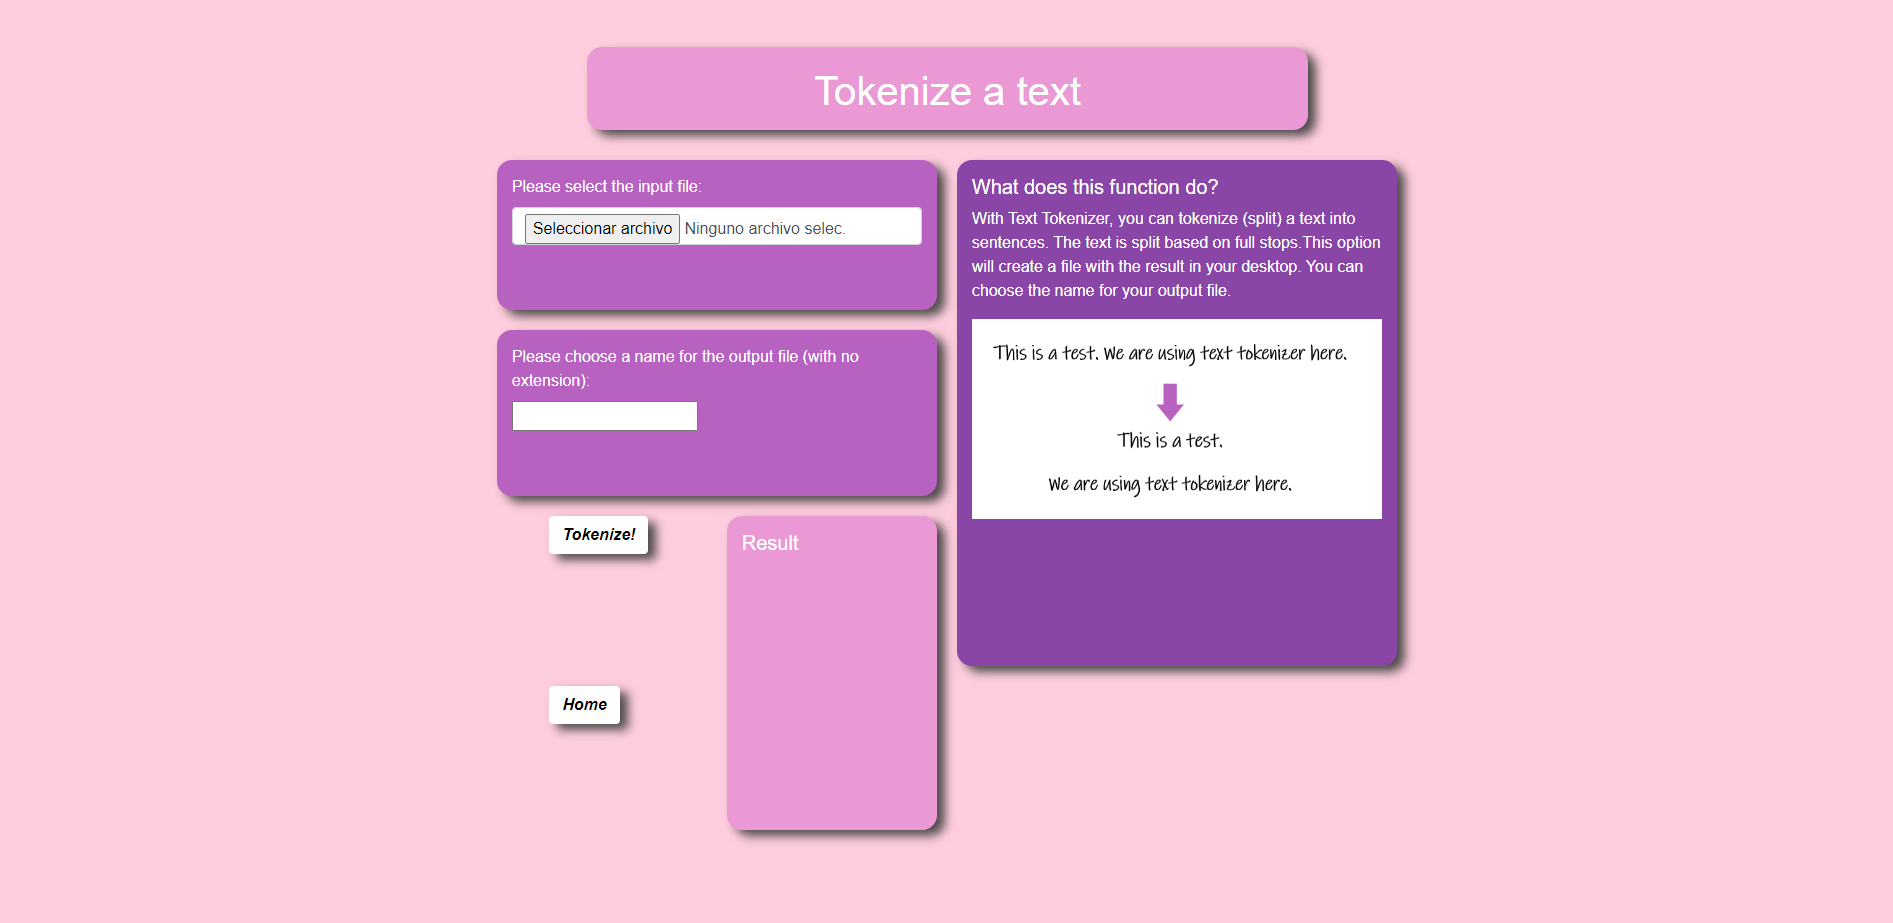 Tokenize a text
Please select the input file:
Seleccionar archivo Ninguno archivo selec.
Please choose a name for the output file (with no
extension):
Tokenize!
Home
Result
What does this function do?
With Text Tokenizer, you can tokenize (split) a text into
sentences. The text is split based on full stops.This option
will create a file with the result in your desktop. You can
choose the name for your output file.
This is a test. We are using text tokenizer here.
This is a test.
We are using text tokenizer here.